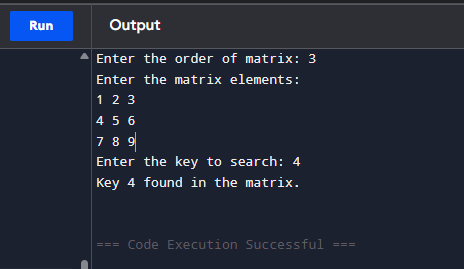 Run
Output
Enter the order of matrix: 3
Enter the matrix elements:
1 2 3
4 5 6
7 8 9
Enter the key to search: 4
Key 4 found in the matrix.
=== Code Execution Successful ===